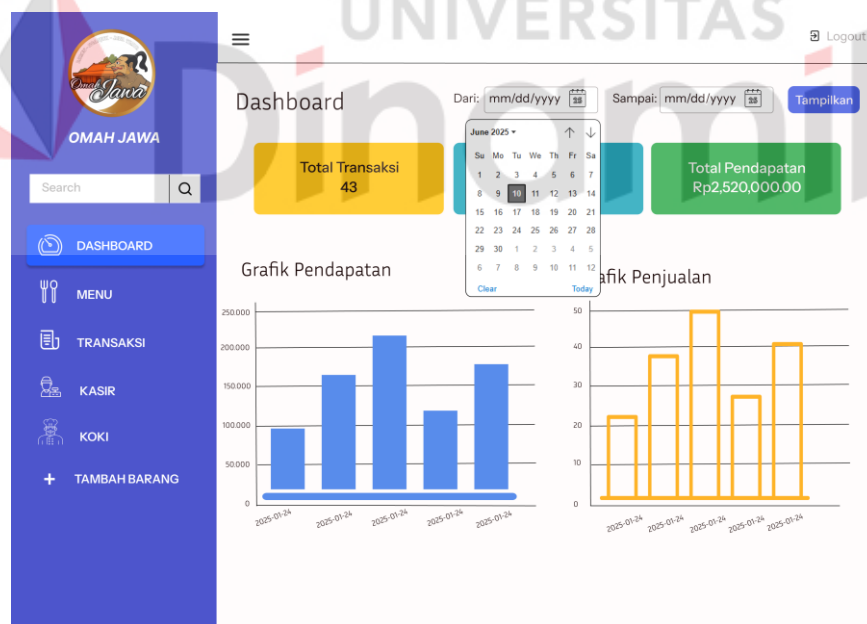 UNIVERSITAS
Dinamik
Omah Jawa
OMAH JAWA
Search
DASHBOARD
MENU
TRANSAKSI
KASIR
KOKI
+ TAMBAH BARANG
Logout
Dashboard
Dari: mm/dd/yyyy
Sampai: mm/dd/yyyy
Tampilkan
June 2025
Su Mo Tu We Th Fr Sa
1 2 3 4 5 6 7
8 9 10 11 12 13 14
15 16 17 18 19 20 21
22 23 24 25 26 27 28
29 30 1 2 3 4 5
6 7 8 9 10 11 12
Clear Today
Total Transaksi
43
Total Pendapatan
Rp2,520,000.00
Grafik Pendapatan
250.000
200.000
150.000
100.000
50.000
0
2025-01-24 2025-01-24 2025-01-24 2025-01-24 2025-01-24
afik Penjualan
50
40
30
20
10
0
2025-01-24 2025-01-24 2025-01-24 2025-01-24 2025-01-24